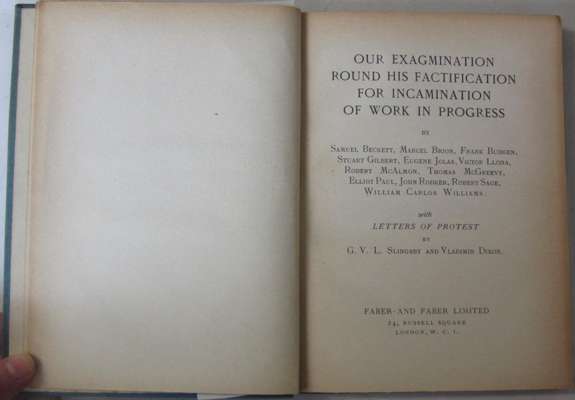 OUR EXAGMINATION
ROUND HIS FACTIFICATION
FOR INCAMINATION
OF WORK IN PROGRESS
BY
SAMUEL BECKETT, MARCEL BRION, FRANK BUDGEN,
STUART GILBERT, EUGENE JOLAS, VICTOR LLONA,
ROBERT MCALMON, THOMAS MCGREEVY,
ELLIOT PAUL, JOHN RODKER, ROBERT SAGE,
WILLIAM CARLOS WILLIAMS.
with
LETTERS OF PROTEST
BY
G. V. L. SLINGSBY AND VLADIMIR DIXON.
FABER AND FABER LIMITED
24, RUSSELL SQUARE
LONDON, W. C. 1.